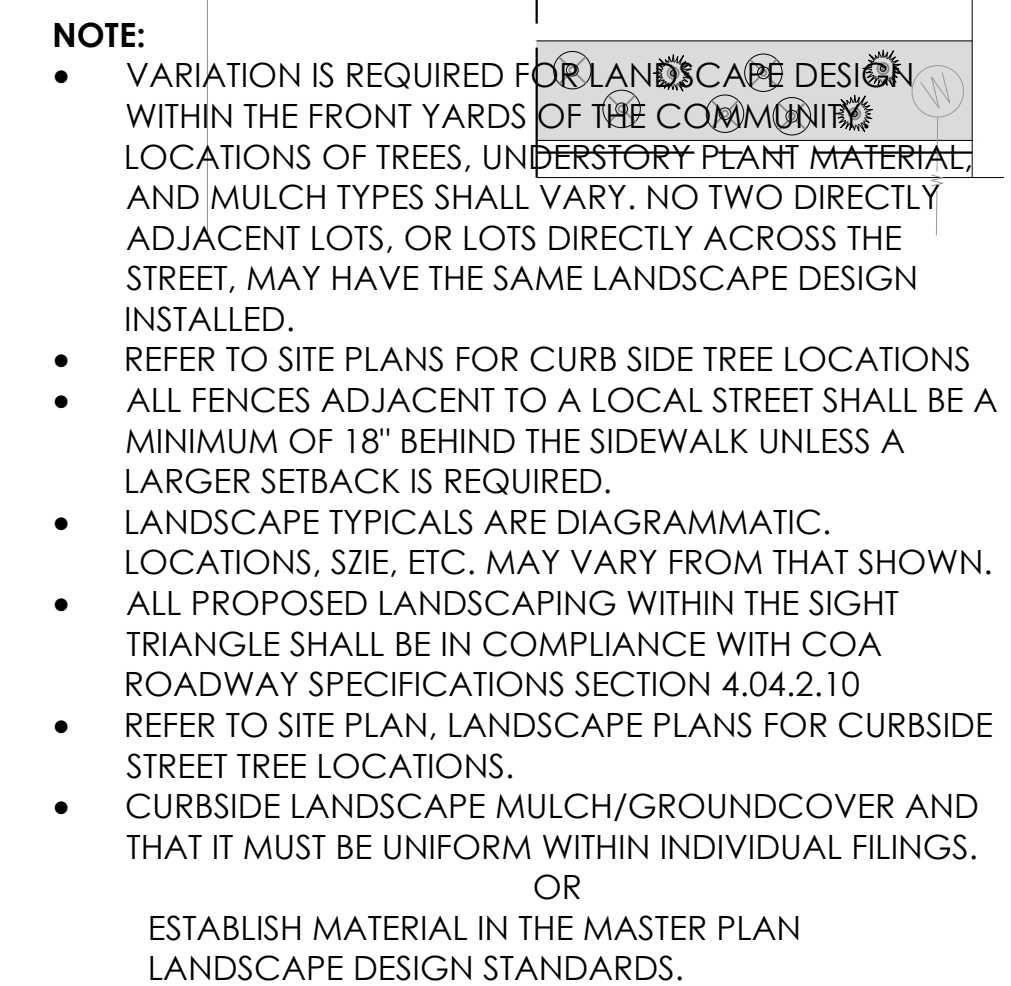 NOTE:
• VARIATION IS REQUIRED FOR LANDSCAPE DESIGN
WITHIN THE FRONT YARDS OF THE COMMUNITY.
LOCATIONS OF TREES, UNDERSTORY PLANT MATERIAL,
AND MULCH TYPES SHALL VARY. NO TWO DIRECTLY
ADJACENT LOTS, OR LOTS DIRECTLY ACROSS THE
STREET, MAY HAVE THE SAME LANDSCAPE DESIGN
INSTALLED.
• REFER TO SITE PLANS FOR CURB SIDE TREE LOCATIONS
• ALL FENCES ADJACENT TO A LOCAL STREET SHALL BE A
MINIMUM OF 18" BEHIND THE SIDEWALK UNLESS A
LARGER SETBACK IS REQUIRED.
• LANDSCAPE TYPICALS ARE DIAGRAMMATIC.
LOCATIONS, SZIE, ETC. MAY VARY FROM THAT SHOWN.
• ALL PROPOSED LANDSCAPING WITHIN THE SIGHT
TRIANGLE SHALL BE IN COMPLIANCE WITH COA
ROADWAY SPECIFICATIONS SECTION 4.04.2.10
• REFER TO SITE PLAN, LANDSCAPE PLANS FOR CURBSIDE
STREET TREE LOCATIONS.
• CURBSIDE LANDSCAPE MULCH/GROUNDCOVER AND
THAT IT MUST BE UNIFORM WITHIN INDIVIDUAL FILINGS.
OR
ESTABLISH MATERIAL IN THE MASTER PLAN
LANDSCAPE DESIGN STANDARDS.
W
W